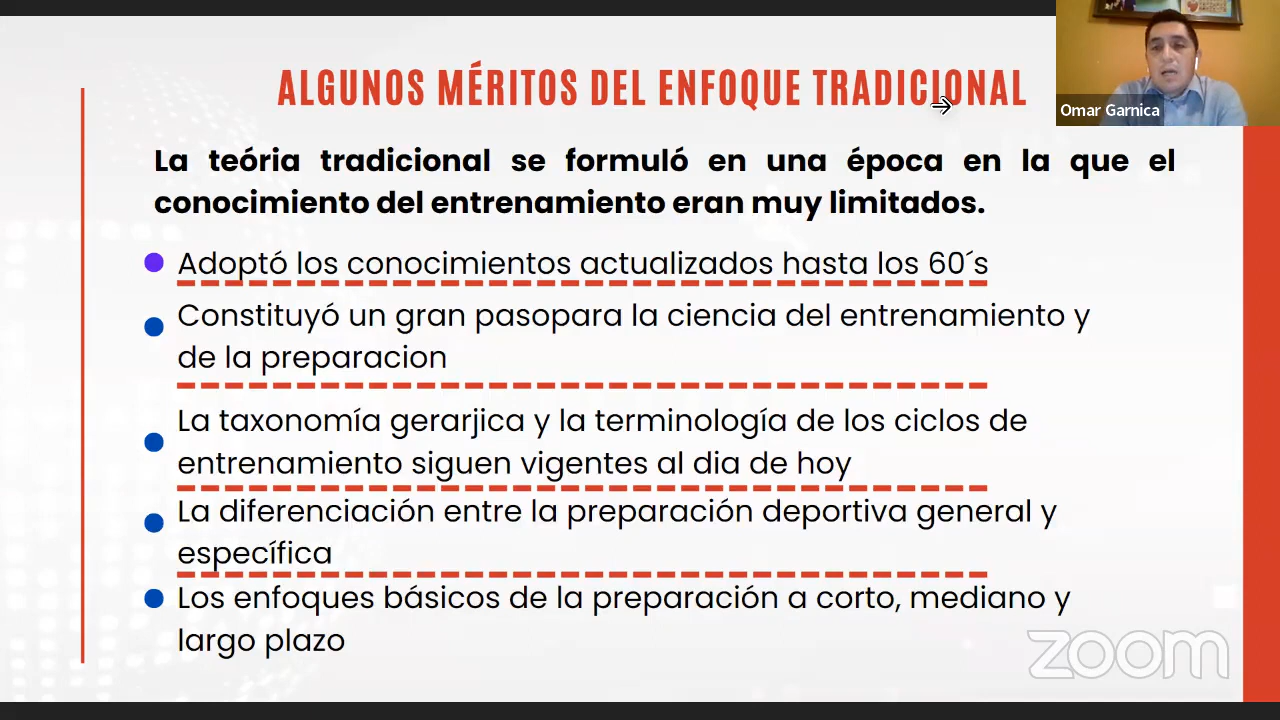 ALGUNOS MÉRITOS DEL ENFOQUE TRADICIONAL
Omar Garnica
La teória tradicional se formuló en una época en la que el
conocimiento del entrenamiento eran muy limitados.
Adoptó los conocimientos actualizados hasta los 60´s
Constituyó un gran pasopara la ciencia del entrenamiento y
de la preparacion
La taxonomía gerarjica y la terminología de los ciclos de
entrenamiento siguen vigentes al dia de hoy
La diferenciación entre la preparación deportiva general y
específica
Los enfoques básicos de la preparación a corto, mediano y
largo plazo
zoom